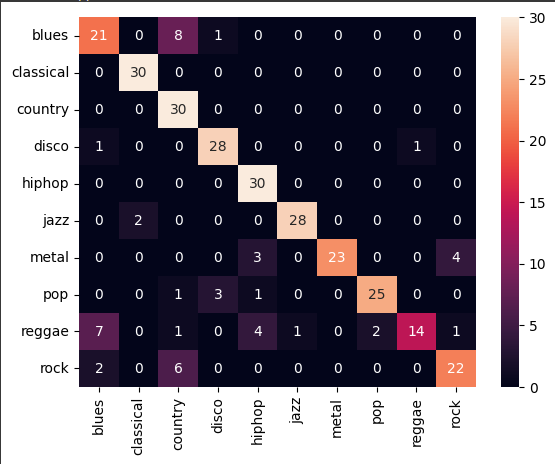 blues 21 0 8 1 0 0 0 0 0 0
classical 0 30 0 0 0 0 0 0 0 0
country 0 0 30 0 0 0 0 0 0 0
disco 1 0 0 28 0 0 0 0 1 0
hiphop 0 0 0 0 30 0 0 0 0 0
jazz 0 2 0 0 0 28 0 0 0 0
metal 0 0 0 0 3 0 23 0 0 4
pop 0 0 1 3 1 0 0 25 0 0
reggae 7 0 1 0 4 1 0 2 14 1
rock 2 0 6 0 0 0 0 0 0 22
blues classical country disco hiphop jazz metal pop reggae rock
30
25
20
15
10
5
0